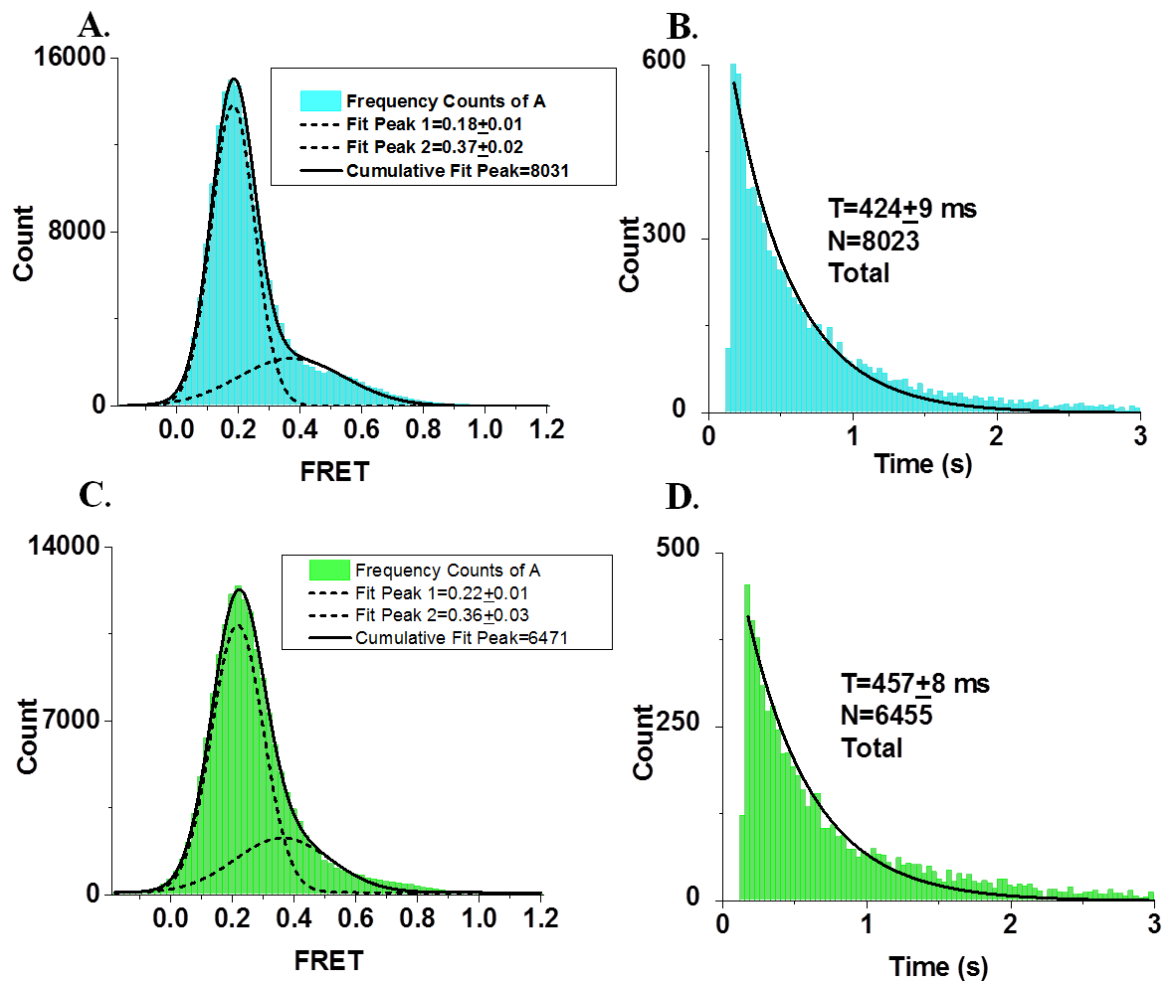 A.
16000
8000
0
Count
0.0 0.2 0.4 0.6 0.8 1.0 1.2
FRET
Frequency Counts of A
Fit Peak 1=0.18±0.01
Fit Peak 2=0.37±0.02
Cumulative Fit Peak=8031
B.
600
300
0
Count
0 1 2 3
Time (s)
T=424±9 ms
N=8023
Total
C.
14000
7000
0
Count
0.0 0.2 0.4 0.6 0.8 1.0 1.2
FRET
Frequency Counts of A
Fit Peak 1=0.22±0.01
Fit Peak 2=0.36±0.03
Cumulative Fit Peak=6471
D.
500
250
0
Count
0 1 2 3
Time (s)
T=457±8 ms
N=6455
Total